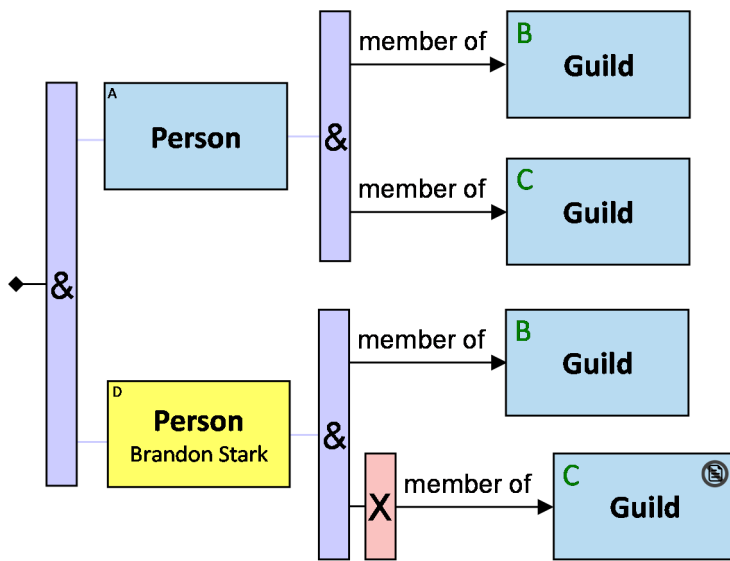 A
Person
&
member of
B
Guild
&
member of
C
Guild
&
D
Person
Brandon Stark
&
member of
B
Guild
X
member of
C
Guild